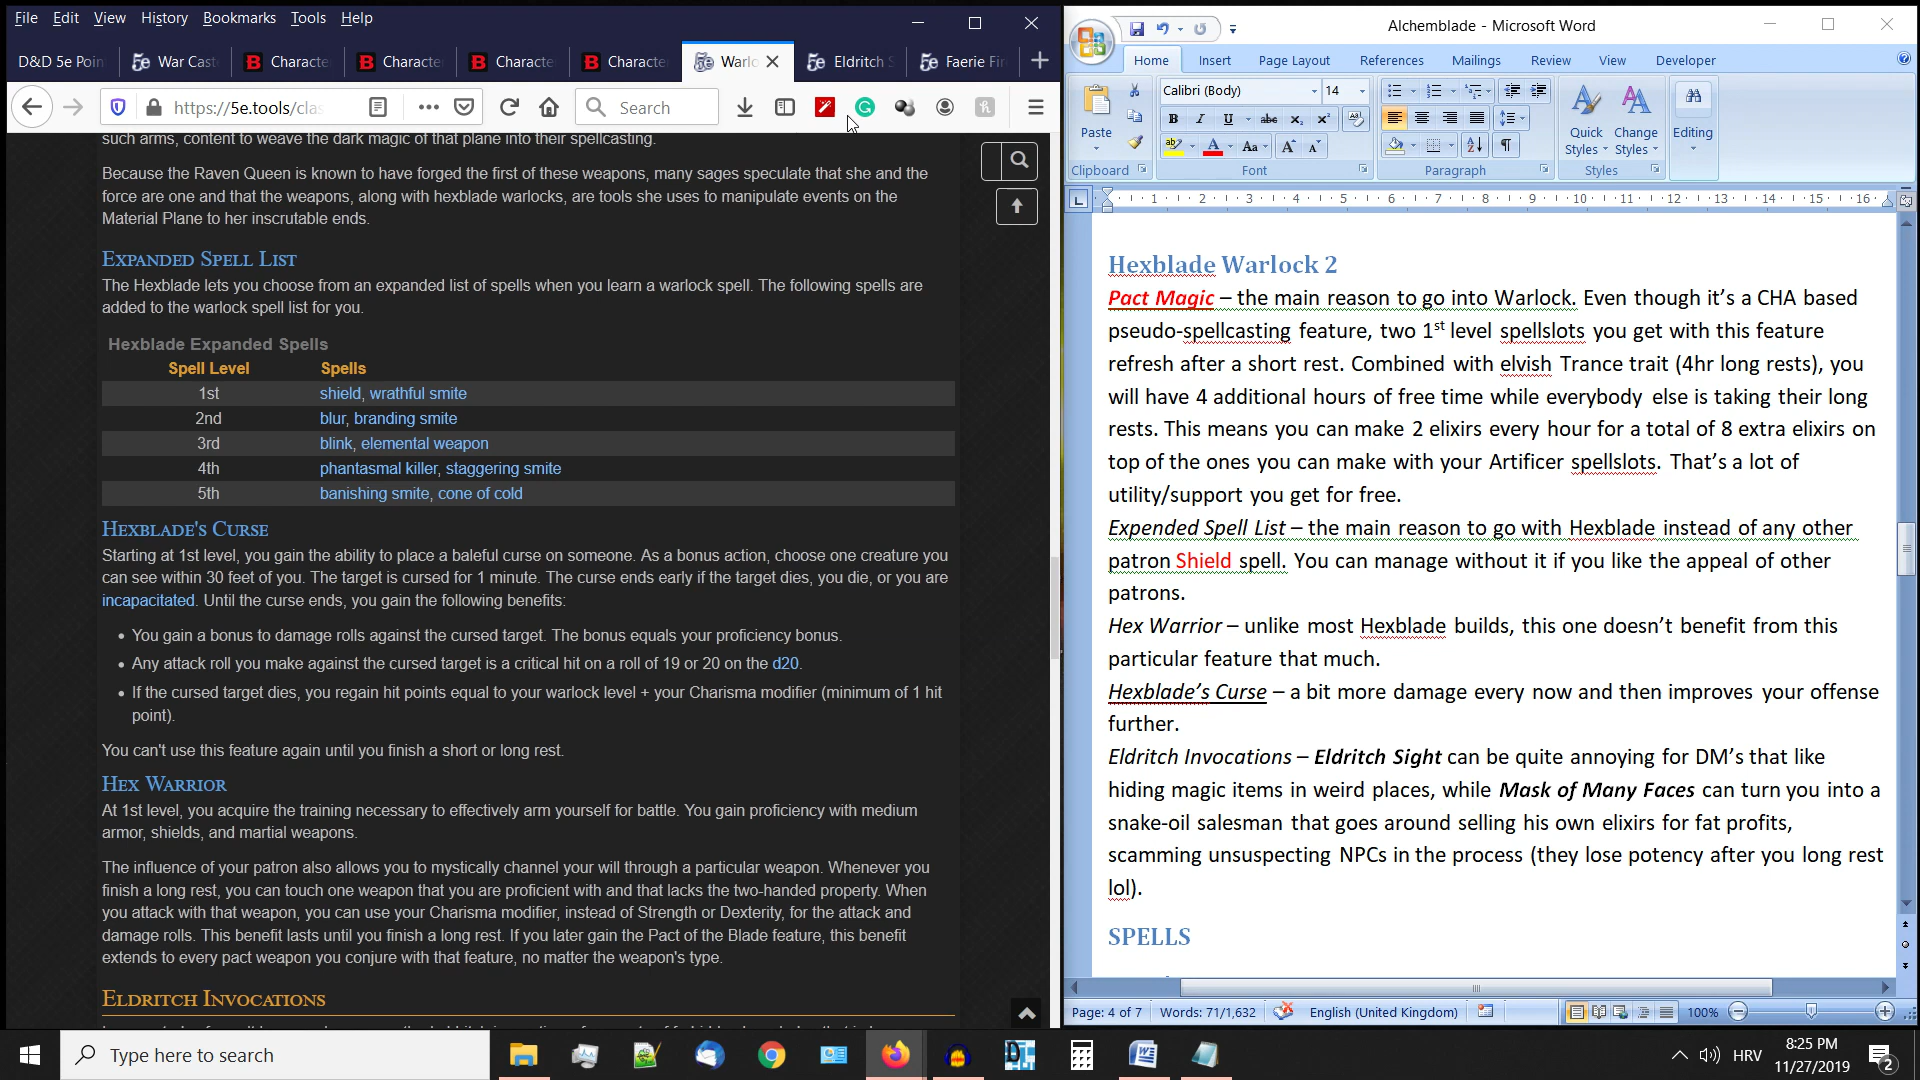 File Edit View History Bookmarks Tools Help
D&D 5e Poin War Cast Characte Characte Characte Characte Warlo Eldritch S Faerie Fir
https://5e.tools/clas Search
such arms, content to weave the dark magic of that plane into their spellcasting.
Because the Raven Queen is known to have forged the first of these weapons, many sages speculate that she and the
force are one and that the weapons, along with hexblade warlocks, are tools she uses to manipulate events on the
Material Plane to her inscrutable ends.
Expanded Spell List
The Hexblade lets you choose from an expanded list of spells when you learn a warlock spell. The following spells are
added to the warlock spell list for you.
Hexblade Expanded Spells
Spell Level Spells
1st shield, wrathful smite
2nd blur, branding smite
3rd blink, elemental weapon
4th phantasmal killer, staggering smite
5th banishing smite, cone of cold
Hexblade's Curse
Starting at 1st level, you gain the ability to place a baleful curse on someone. As a bonus action, choose one creature you
can see within 30 feet of you. The target is cursed for 1 minute. The curse ends early if the target dies, you die, or you are
incapacitated. Until the curse ends, you gain the following benefits:
• You gain a bonus to damage rolls against the cursed target. The bonus equals your proficiency bonus.
• Any attack roll you make against the cursed target is a critical hit on a roll of 19 or 20 on the d20.
• If the cursed target dies, you regain hit points equal to your warlock level + your Charisma modifier (minimum of 1 hit
point).
You can't use this feature again until you finish a short or long rest.
Hex Warrior
At 1st level, you acquire the training necessary to effectively arm yourself for battle. You gain proficiency with medium
armor, shields, and martial weapons.
The influence of your patron also allows you to mystically channel your will through a particular weapon. Whenever you
finish a long rest, you can touch one weapon that you are proficient with and that lacks the two-handed property. When
you attack with that weapon, you can use your Charisma modifier, instead of Strength or Dexterity, for the attack and
damage rolls. This benefit lasts until you finish a long rest. If you later gain the Pact of the Blade feature, this benefit
extends to every pact weapon you conjure with that feature, no matter the weapon's type.
Eldritch Invocations
Alchemblade - Microsoft Word
Home Insert Page Layout References Mailings Review View Developer
Calibri (Body) 14
Paste Quick Styles Change Styles Editing
Clipboard Font Paragraph Styles
1 2 3 4 5 6 7 8 9 10 11 12 13 14 15 16
Hexblade Warlock 2
Pact Magic – the main reason to go into Warlock. Even though it's a CHA based
pseudo-spellcasting feature, two 1st level spellslots you get with this feature
refresh after a short rest. Combined with elvish Trance trait (4hr long rests), you
will have 4 additional hours of free time while everybody else is taking their long
rests. This means you can make 2 elixirs every hour for a total of 8 extra elixirs on
top of the ones you can make with your Artificer spellslots. That's a lot of
utility/support you get for free.
Expended Spell List – the main reason to go with Hexblade instead of any other
patron Shield spell. You can manage without it if you like the appeal of other
patrons.
Hex Warrior – unlike most Hexblade builds, this one doesn't benefit from this
particular feature that much.
Hexblade's Curse – a bit more damage every now and then improves your offense
further.
Eldritch Invocations – Eldritch Sight can be quite annoying for DM's that like
hiding magic items in weird places, while Mask of Many Faces can turn you into a
snake-oil salesman that goes around selling his own elixirs for fat profits,
scamming unsuspecting NPCs in the process (they lose potency after you long rest
lol).
SPELLS
Page: 4 of 7 Words: 71/1,632 English (United Kingdom) 100%
Type here to search
HRV 8:25 PM
11/27/2019 2